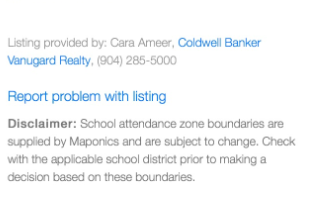 Listing provided by: Cara Ameer, Coldwell Banker
Vanugard Realty, (904) 285-5000
Report problem with listing
Disclaimer: School attendance zone boundaries are
supplied by Maponics and are subject to change. Check
with the applicable school district prior to making a
decision based on these boundaries.